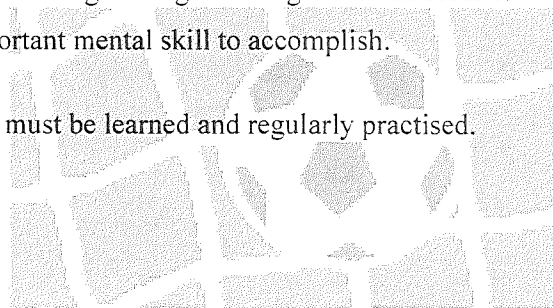 ortant mental skill to accomplish.
must be learned and regularly practised.